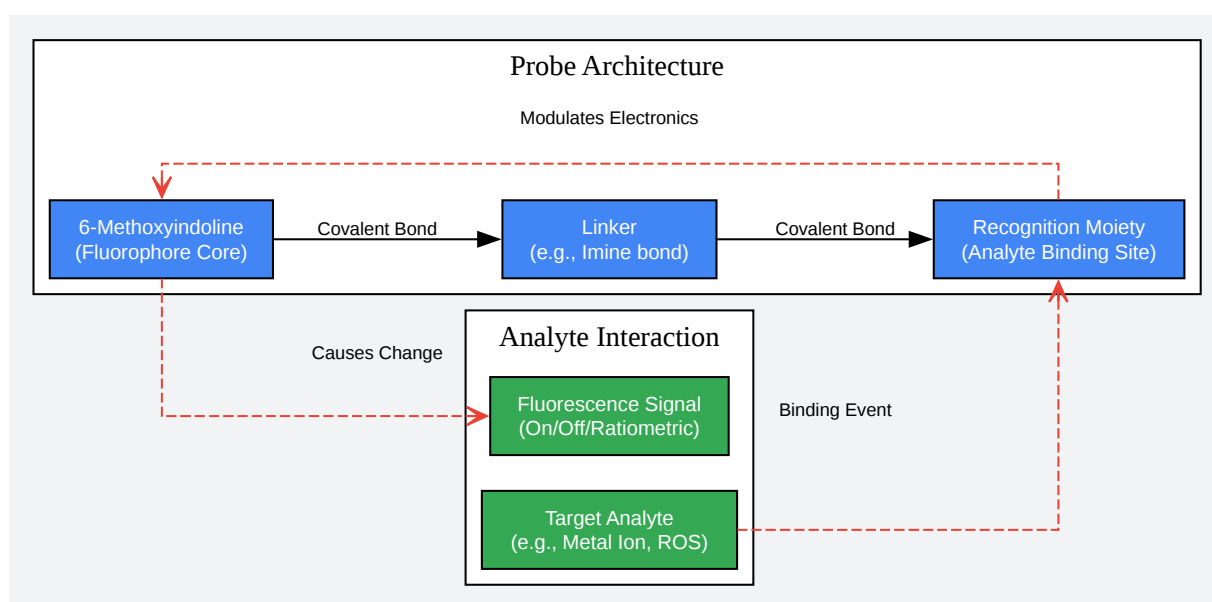 Probe Architecture
Modulates Electronics
6-Methoxyindoline
(Fluorophore Core)
Covalent Bond
Linker
(e.g., Imine bond)
Covalent Bond
Recognition Moiety
(Analyte Binding Site)
Analyte Interaction
Causes Change
Fluorescence Signal
(On/Off/Ratiometric)
Binding Event
Target Analyte
(e.g., Metal Ion, ROS)